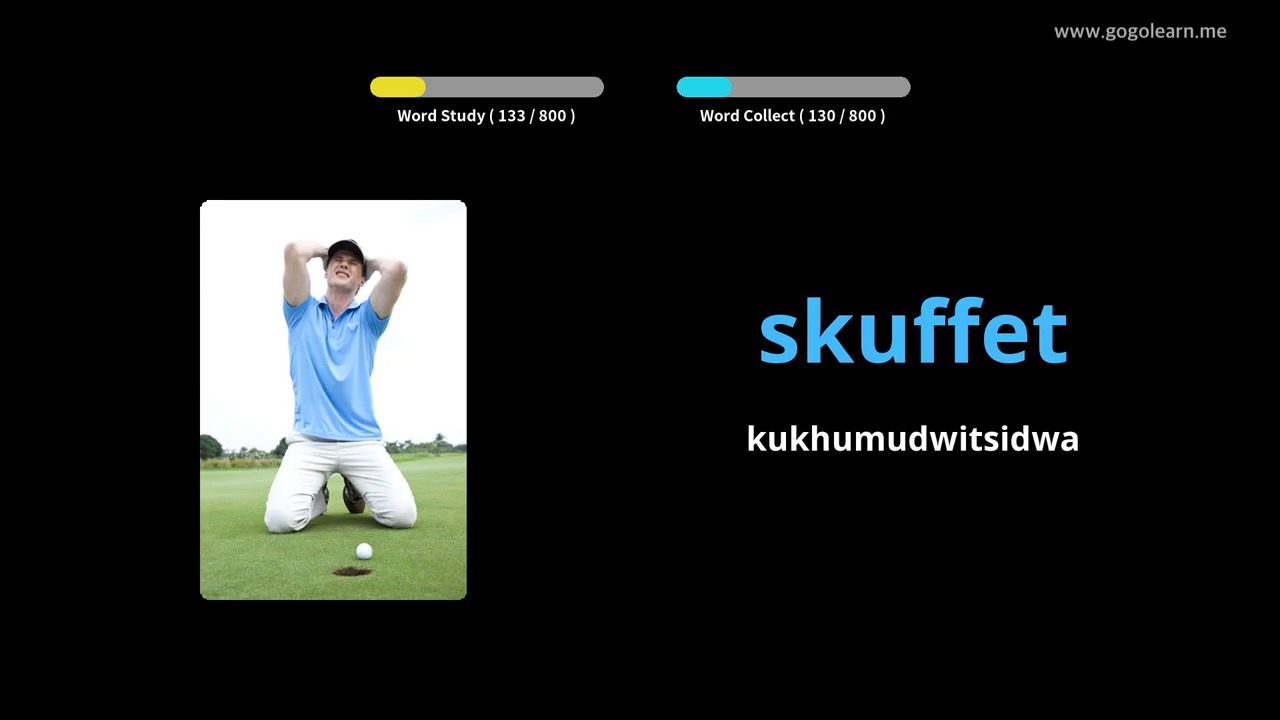 www.gogolearn.me
Word Study ( 133 / 800 )
Word Collect ( 130 / 800 )
skuffet
kukhumudwitsidwa